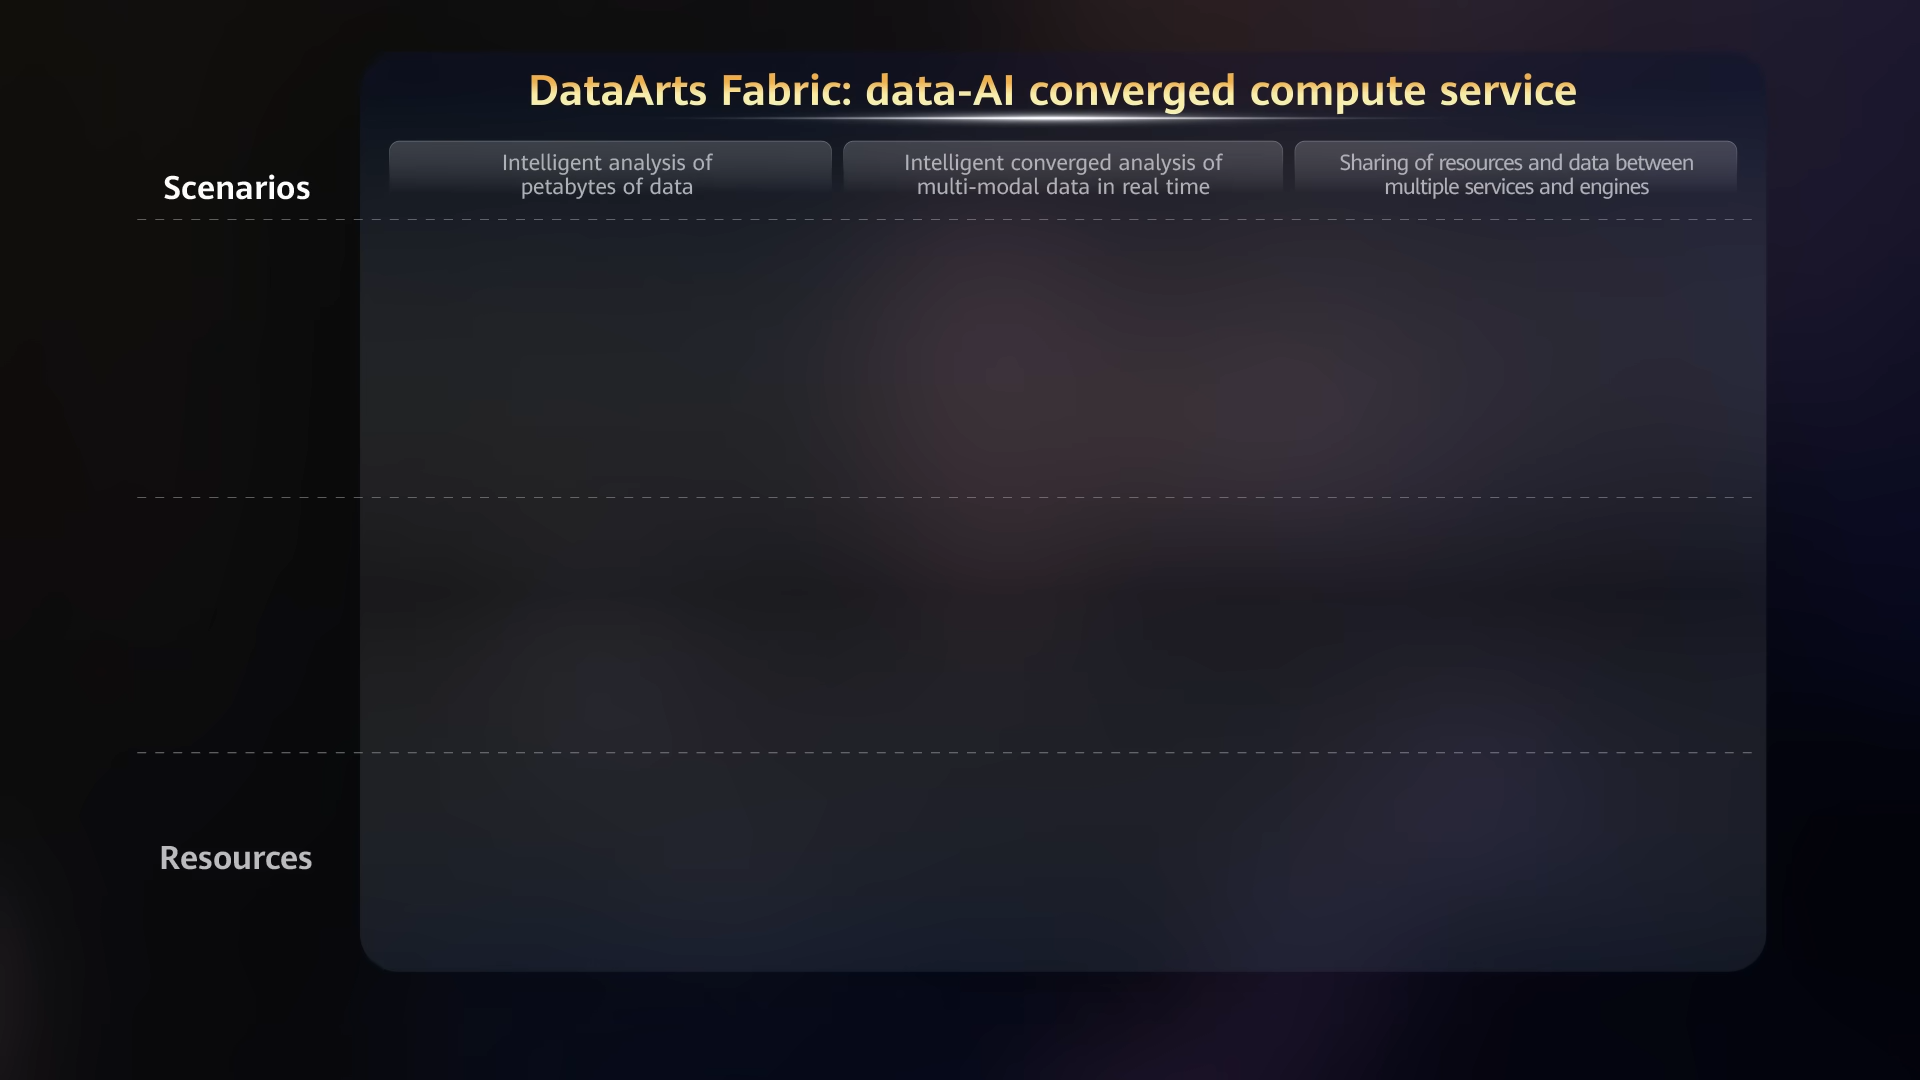 DataArts Fabric: data-AI converged compute service
Scenarios
Intelligent analysis of
petabytes of data
Intelligent converged analysis of
multi-modal data in real time
Sharing of resources and data between
multiple services and engines
Resources